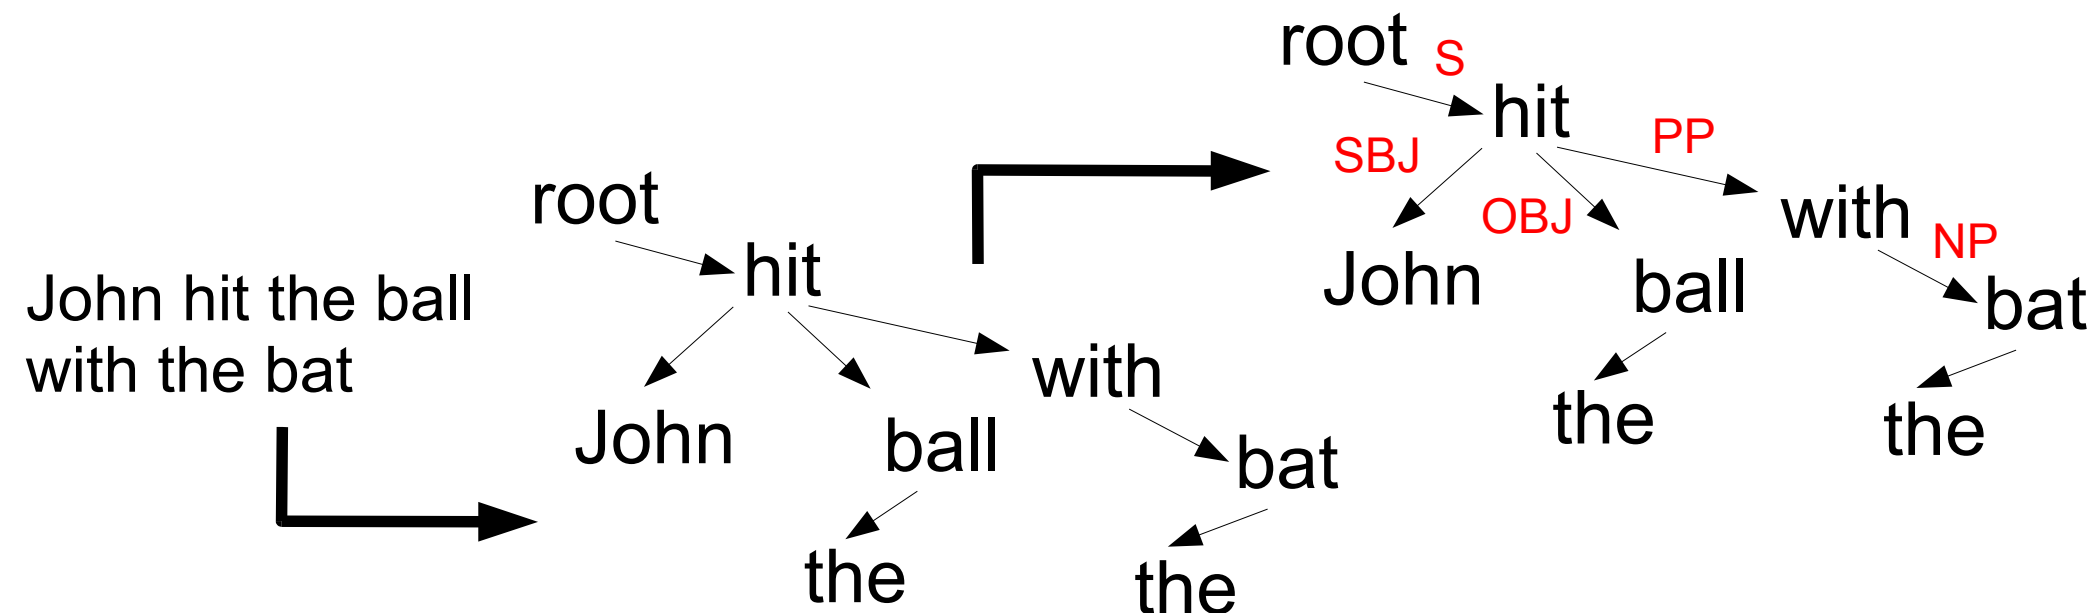 John hit the ball
with the bat
root
hit
John
ball
with
the
bat
the
root
S
hit
SBJ
OBJ
PP
John
ball
with
NP
the
bat
the